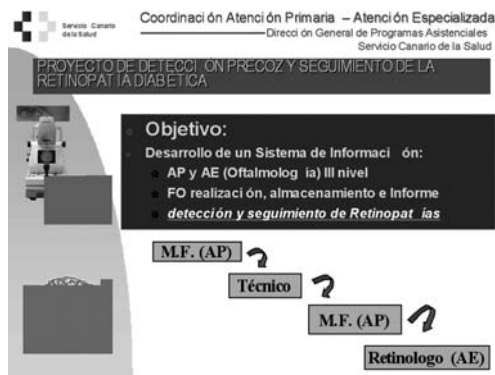 Servicio Canario
de la Salud
Coordinaci ón Atenci ón Primaria – Atenci ón Especializada
Direcci ón General de Programas Asistenciales
Servicio Canario de la Salud
PROYECTO DE DETECCI ÓN PRECOZ Y SEGUIMIENTO DE LA
RETINOPAT ÍA DIABÉTICA
Objetivo:
Desarrollo de un Sistema de Informaci ón:
AP y AE (Oftalmolog ia) III nivel
FO realizaci ón, almacenamiento e Informe
detección y seguimiento de Retinopat ias
M.F. (AP)
Técnico
M.F. (AP)
Retinologo (AE)